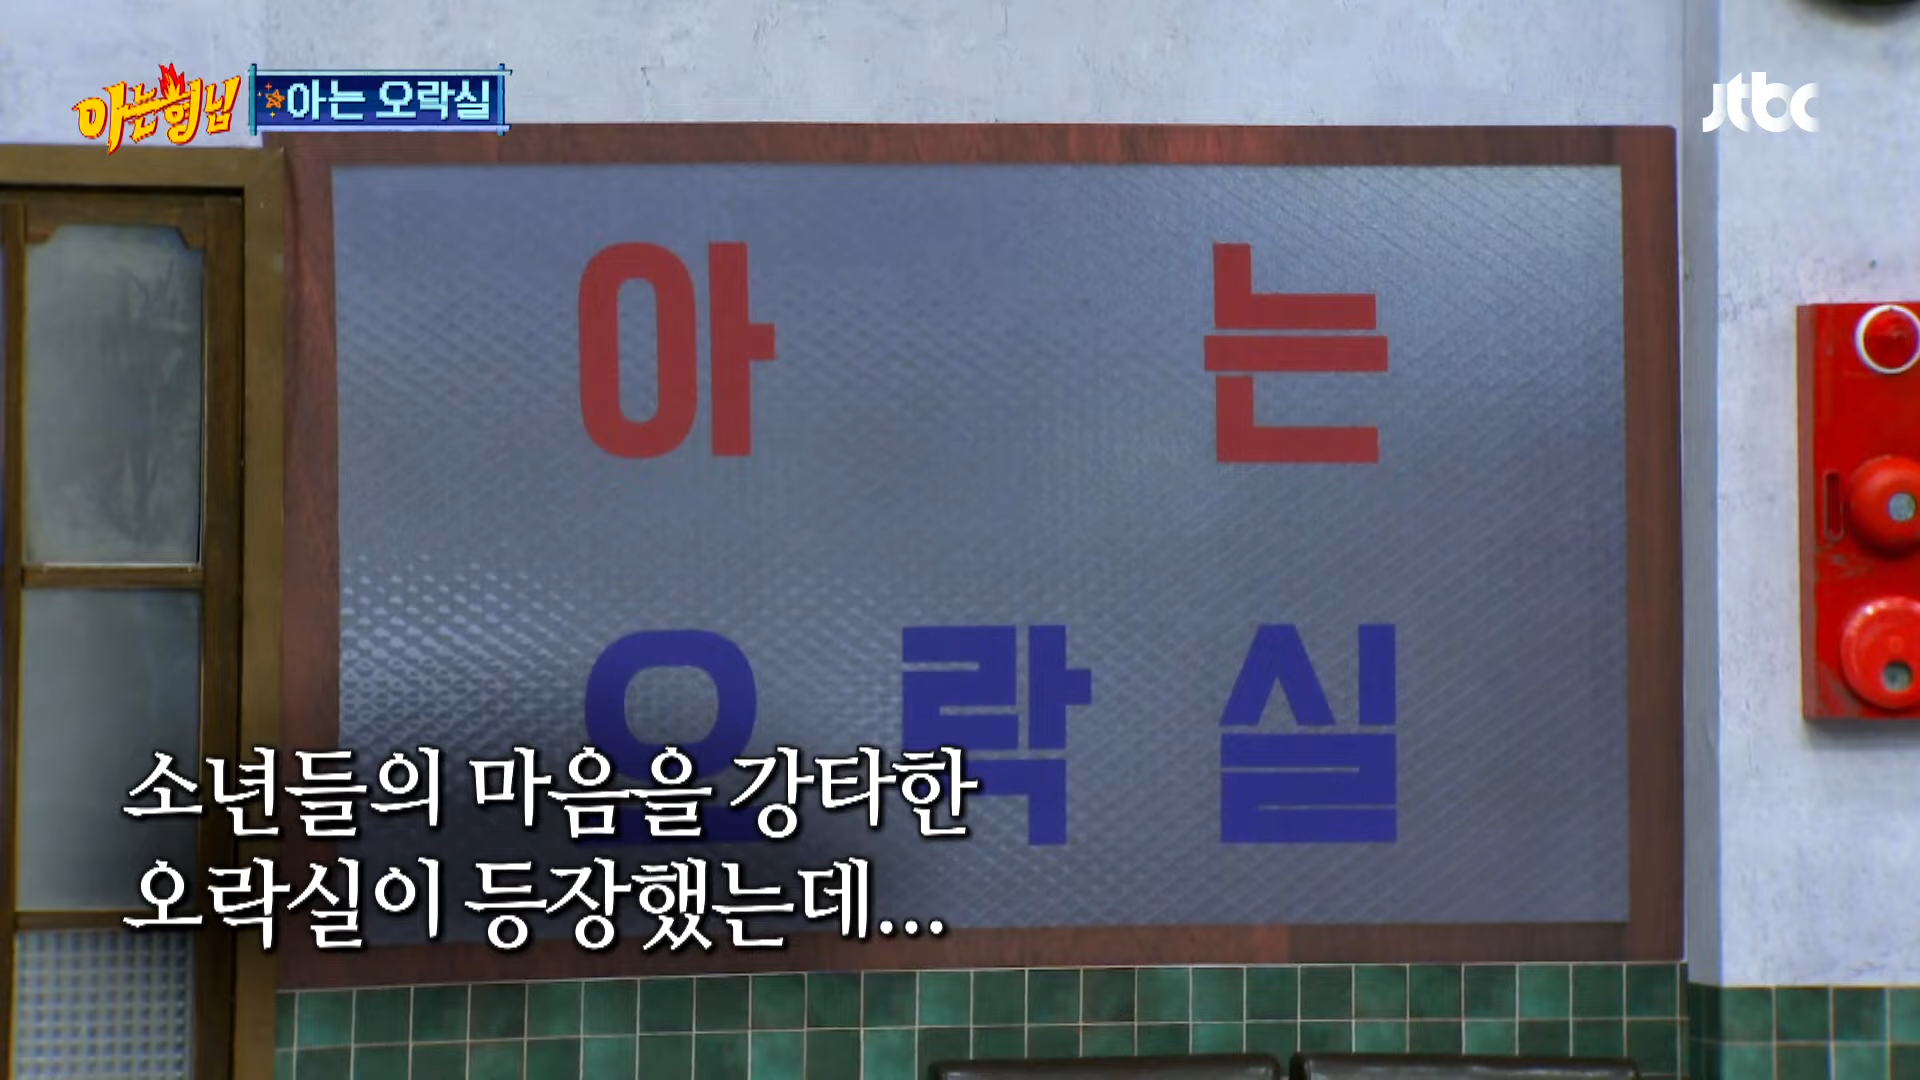 아는형님
아는 오락실
jtbc
아 는
오 락 실
소년들의 마음을 강타한
오락실이 등장했는데...